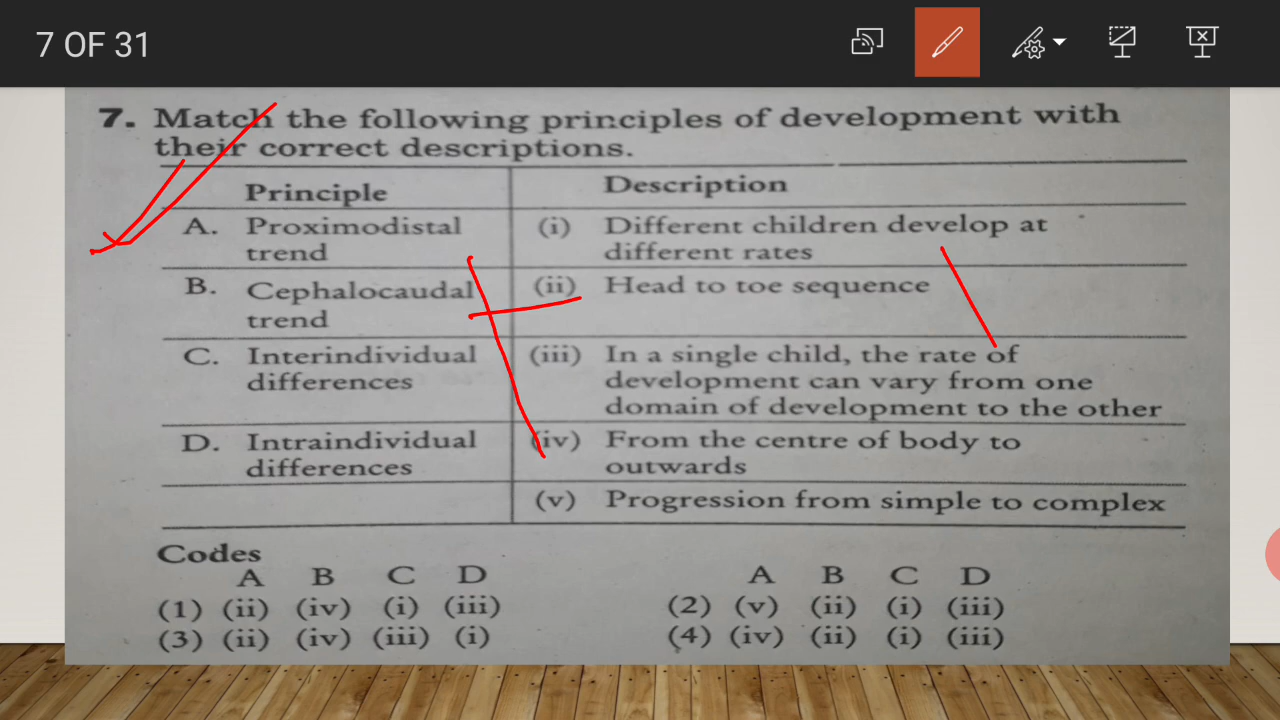 7 OF 31
7. Match the following principles of development with
their correct descriptions.
Principle Description
A. Proximodistal (i) Different children develop at
trend different rates
B. Cephalocaudal (ii) Head to toe sequence
trend
C. Interindividual (iii) In a single child, the rate of
differences development can vary from one
domain of development to the other
D. Intraindividual (iv) From the centre of body to
differences outwards
(v) Progression from simple to complex
Codes
A B C D A B C D
(1) (ii) (iv) (i) (iii) (2) (v) (ii) (i) (iii)
(3) (ii) (iv) (iii) (i) (4) (iv) (ii) (i) (iii)